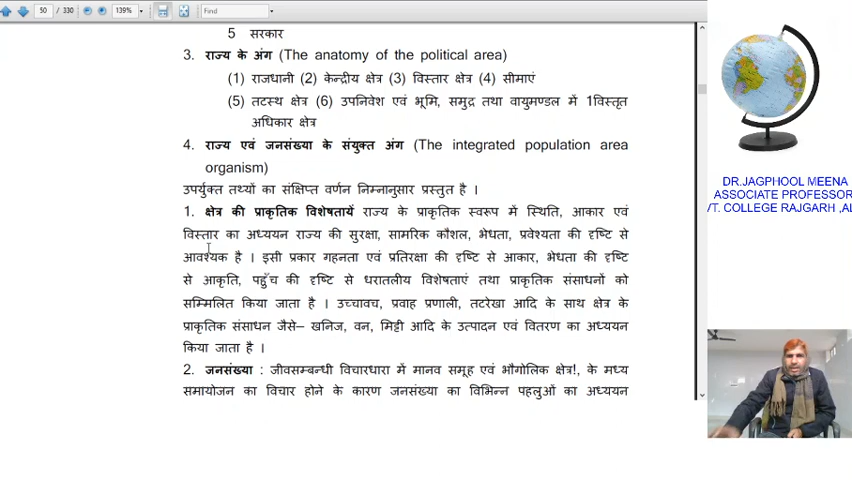 50 / 330
139%
Find
5 सरकार
3. राज्य के अंग (The anatomy of the political area)
(1) राजधानी (2) केन्द्रीय क्षेत्र (3) विस्तार क्षेत्र (4) सीमाएं
(5) तटस्थ क्षेत्र (6) उपनिवेश एवं भूमि, समुद्र तथा वायुमण्डल में 1विस्तृत
अधिकार क्षेत्र
4. राज्य एवं जनसंख्या के संयुक्त अंग (The integrated population area
organism)
उपर्युक्त तथ्यों का संक्षिप्त वर्णन निम्नानुसार प्रस्तुत है ।
1. क्षेत्र की प्राकृतिक विशेषतायें राज्य के प्राकृतिक स्वरूप में स्थिति, आकार एवं
विस्तार का अध्ययन राज्य की सुरक्षा, सामरिक कौशल, भेधता, प्रवेश्यता की दृष्टि से
आवश्यक है । इसी प्रकार गहनता एवं प्रतिरक्षा की दृष्टि से आकार, भेधता की दृष्टि
से आकृति, पहुँच की दृष्टि से धरातलीय विशेषताएं तथा प्राकृतिक संसाधनों को
सम्मिलित किया जाता है । उच्चावच, प्रवाह प्रणाली, तटरेखा आदि के साथ क्षेत्र के
प्राकृतिक संसाधन जैसे– खनिज, वन, मिट्टी आदि के उत्पादन एवं वितरण का अध्ययन
किया जाता है ।
2. जनसंख्या : जीवसम्बन्धी विचारधारा में मानव समूह एवं भौगोलिक क्षेत्र!, के मध्य
समायोजन का विचार होने के कारण जनसंख्या का विभिन्न पहलुओं का अध्ययन
DR.JAGPHOOL MEENA
ASSOCIATE PROFESSOR
VT. COLLEGE RAJGARH ,AL